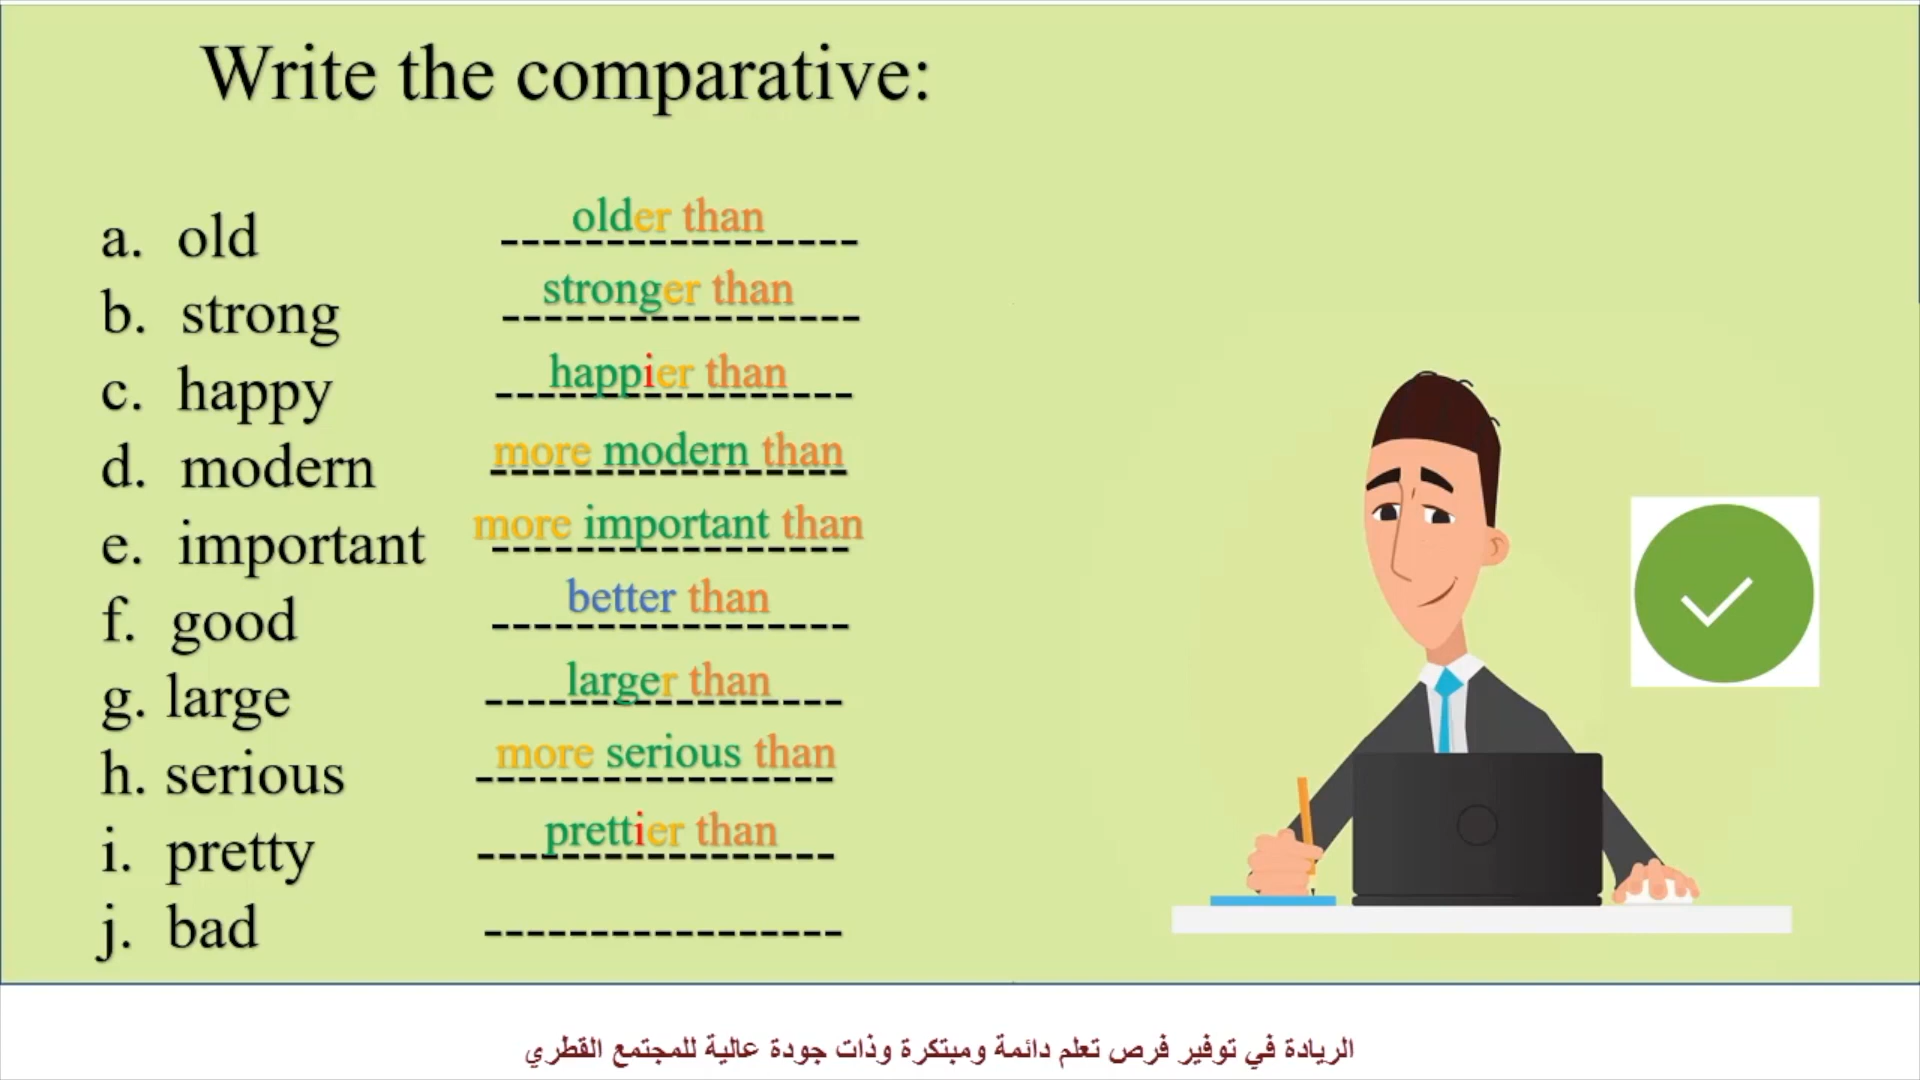 Write the comparative:
a. old older than
----------------
b. strong stronger than
----------------
c. happy happier than
----------------
d. modern more modern than
----------------
e. important more important than
----------------
f. good better than
----------------
g. large larger than
----------------
h. serious more serious than
----------------
i. pretty prettier than
----------------
j. bad ----------------
الريادة في توفير فرص تعلم دائمة ومبتكرة وذات جودة عالية للمجتمع القطري